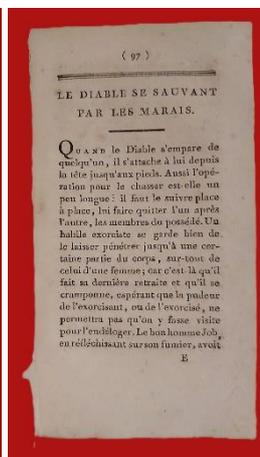 ( 97 )
LE DIABLE SE SAUVANT
PAR LES MARAIS.
QUAND le Diable s'empare de
quelqu'un, il s'attache à lui depuis
la tête jusqu'aux pieds. Aussi l'opé-
ration pour le chasser est-elle un
peu longue : il faut le suivre place
à place, lui faire quitter l'un après
l'autre, les membres du possédé. Un
habile exorciste se garde bien de
le laisser pénétrer jusqu'à une cer-
taine partie du corps, sur-tout de
celui d'une femme; car c'est là qu'il
fait sa dernière retraite et qu'il se
cramponne, espérant que la pudeur
de l'exorcisant, ou de l'exorcisé, ne
permettra pas qu'on y fasse visite
pour l'endéloger. Le bon homme Job,
en réfléchissant sur son fumier, avoit
E